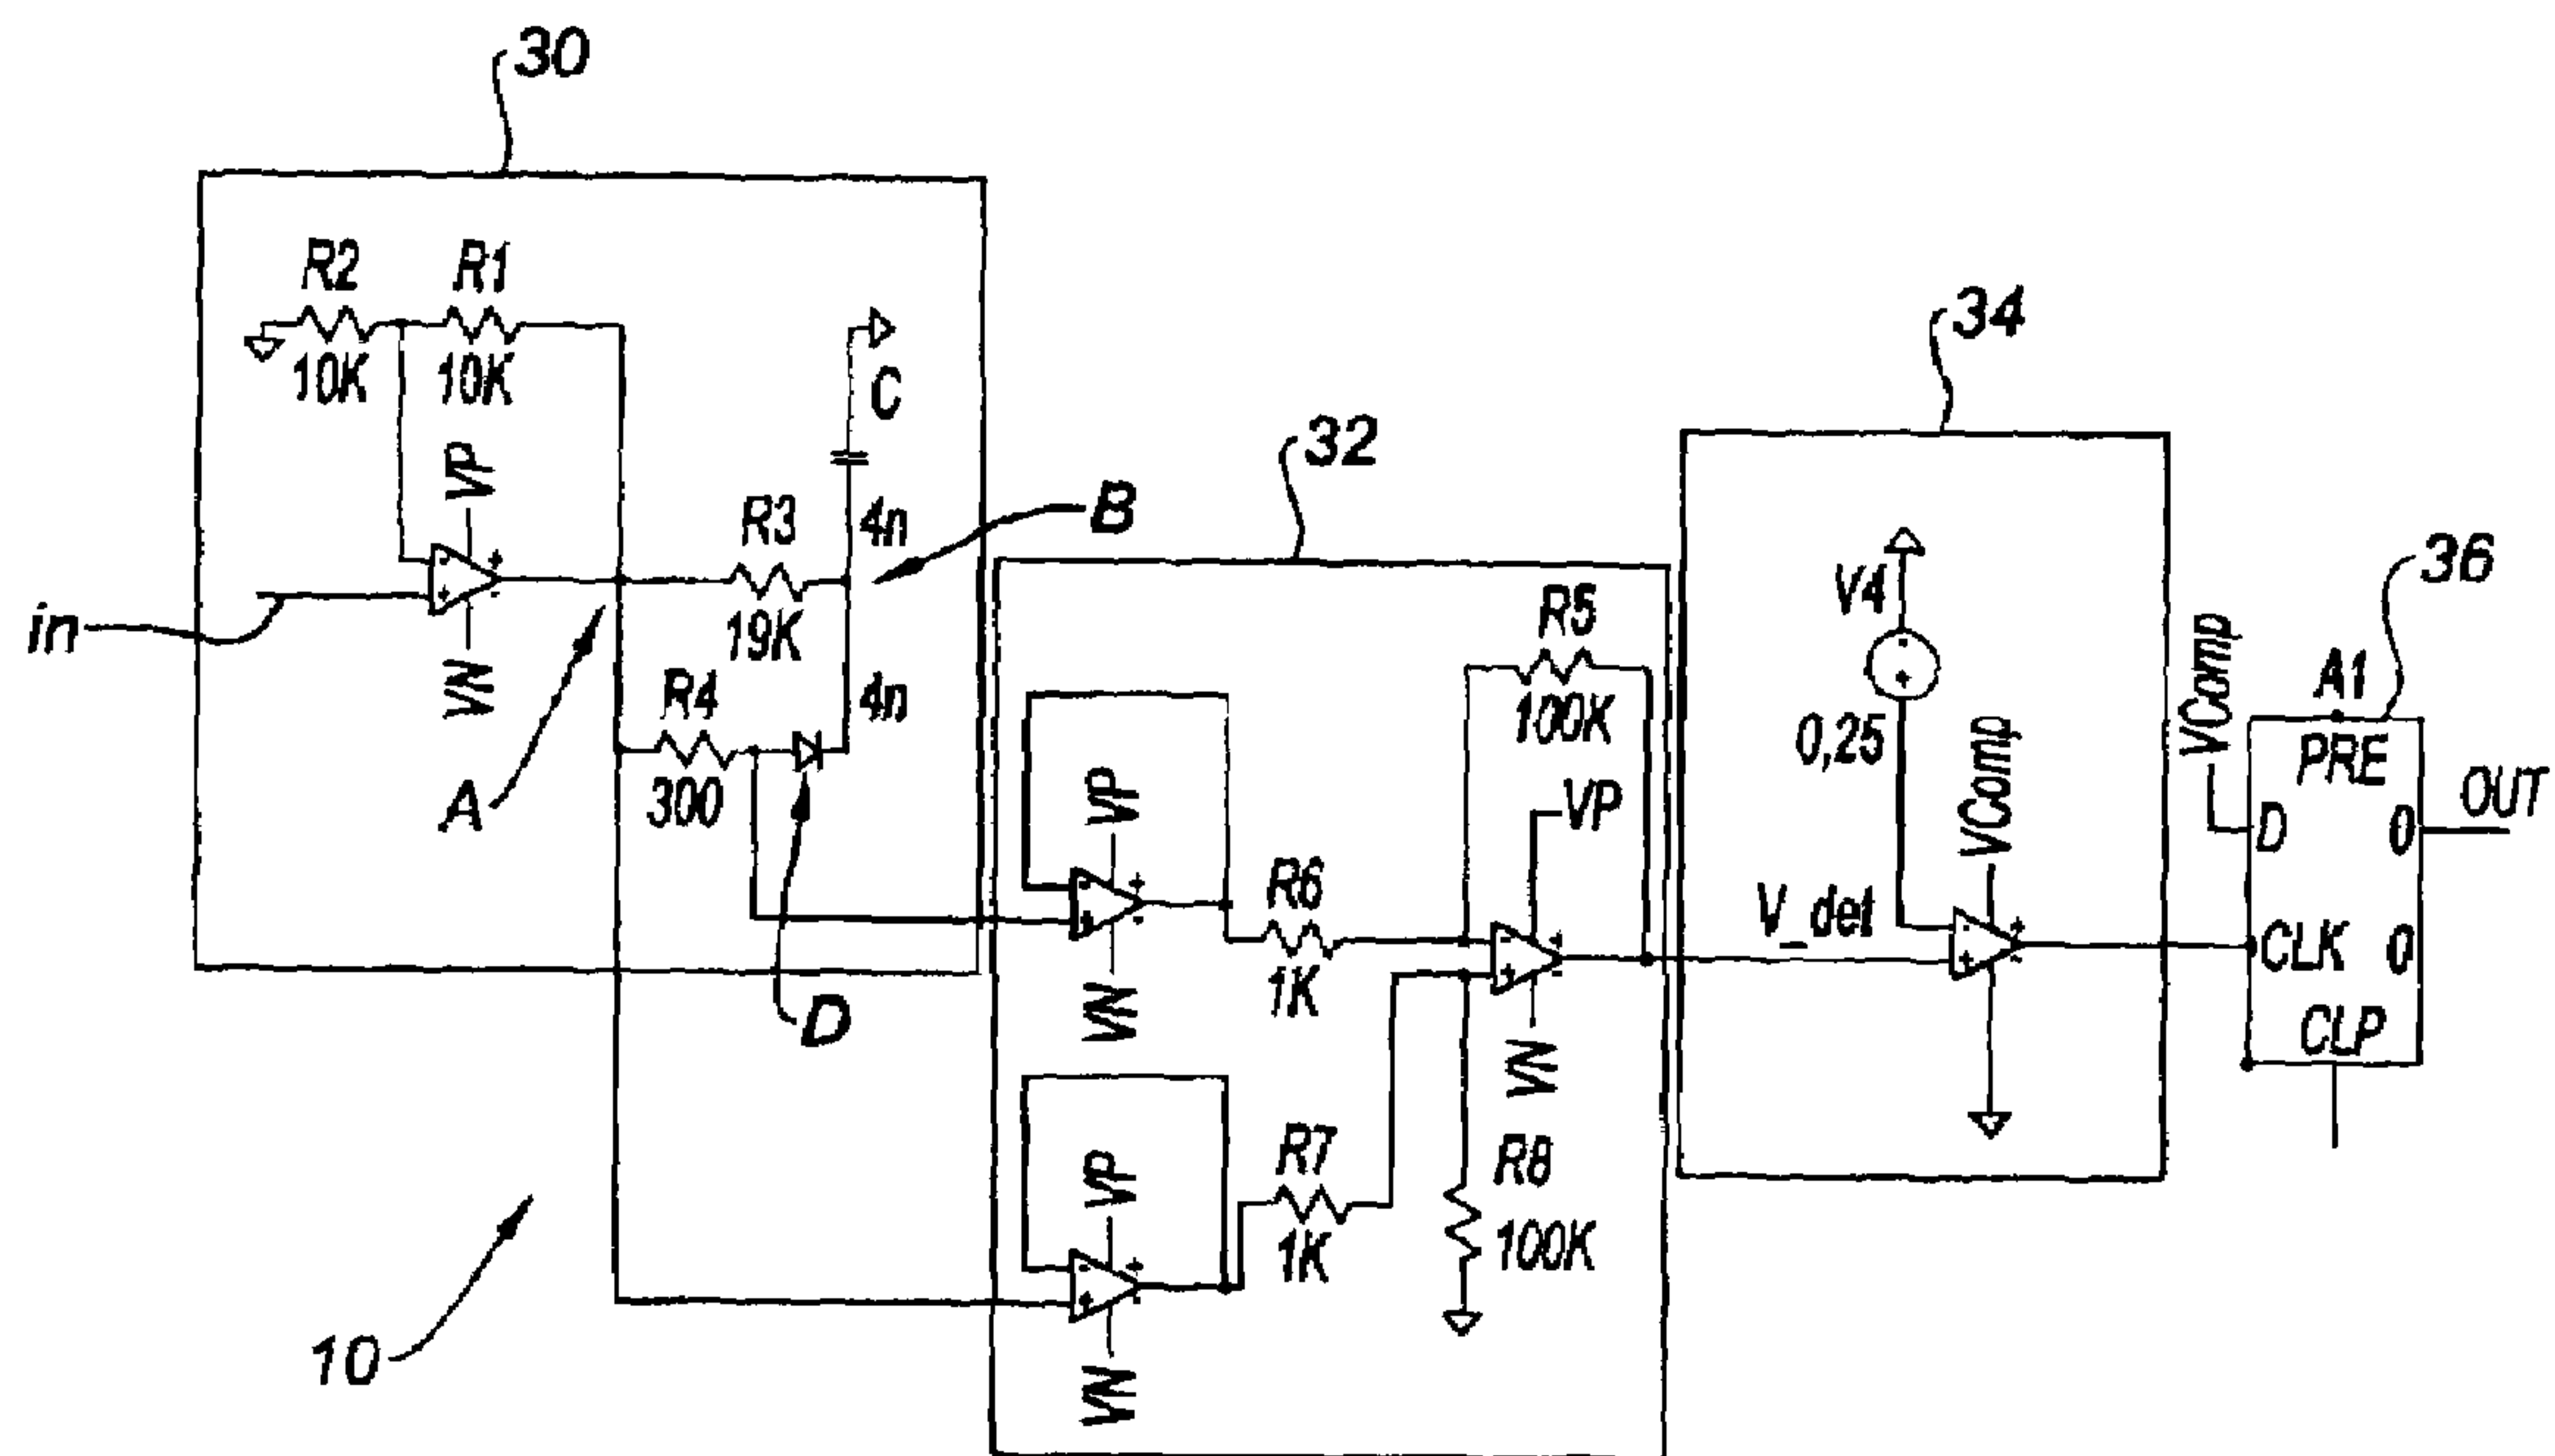 30
R2
R1
10K
10K
VP
C
in
VN
R3
19K
4n
B
R4
300
4n
A
D
10
32
R5
100K
VP
VP
R6
1K
VN
VN
VP
R7
1K
R8
100K
VN
34
V4
0,25
VComp
V_det
36
VComp
A1
PRE
D
0
OUT
CLK
0
CLP
+
-